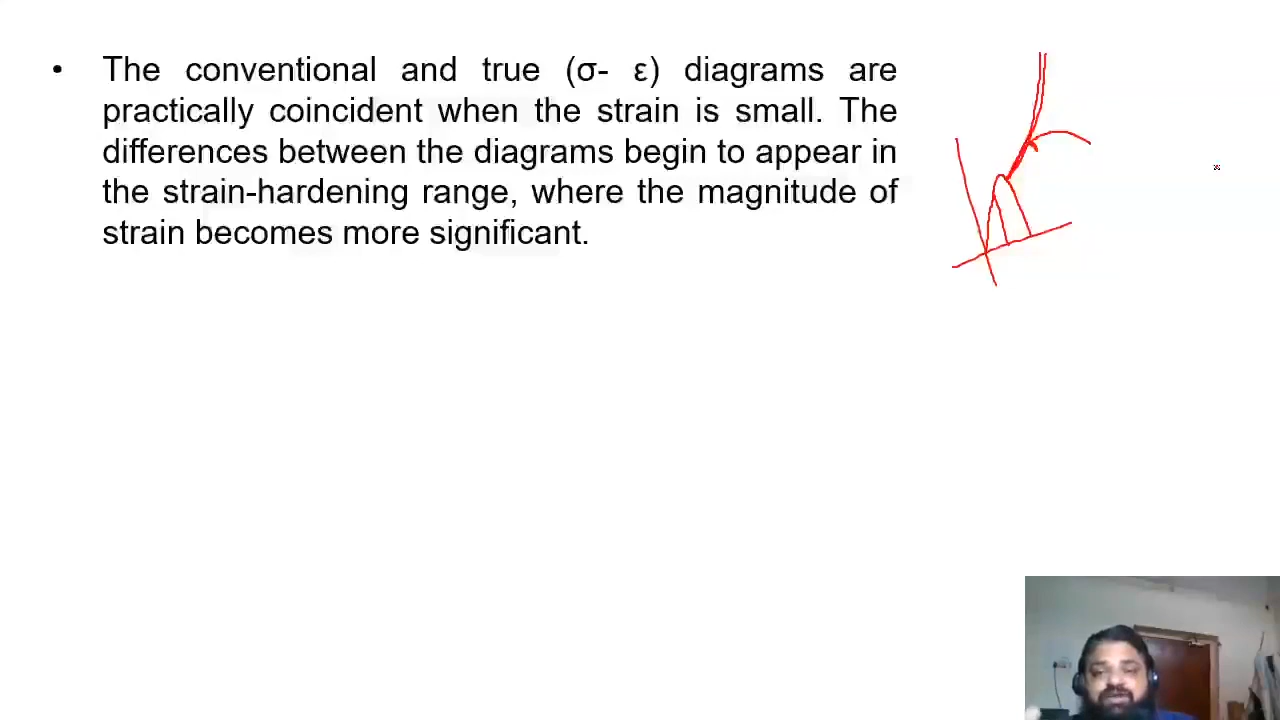 • The conventional and true (σ- ε) diagrams are
practically coincident when the strain is small. The
differences between the diagrams begin to appear in
the strain-hardening range, where the magnitude of
strain becomes more significant.